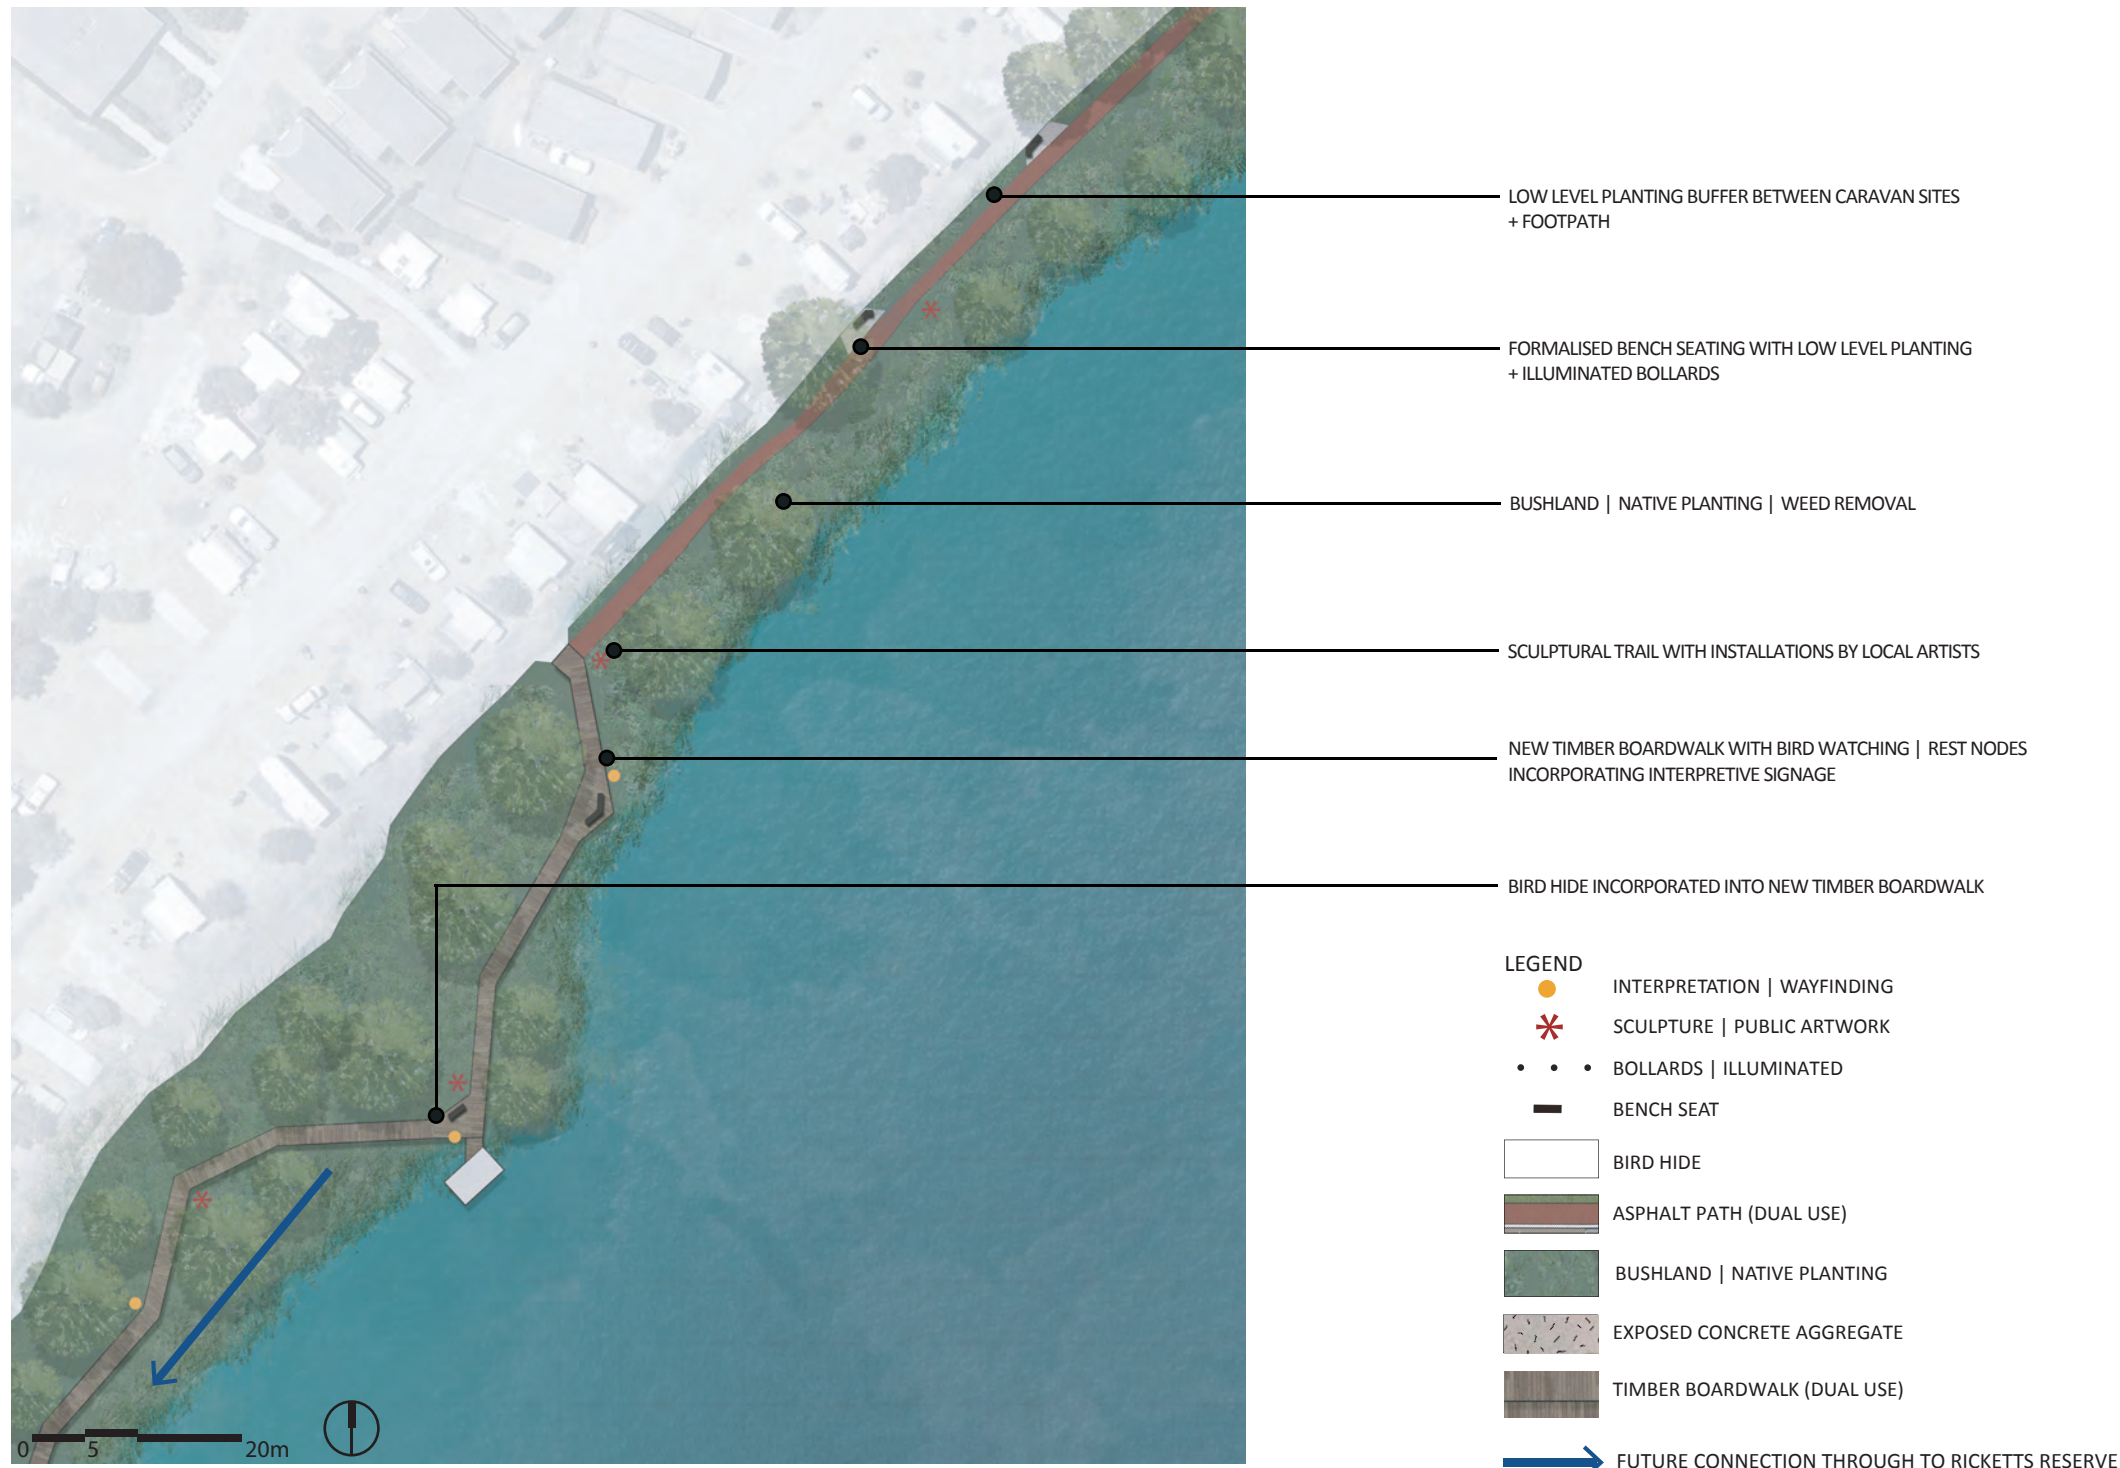 LOW LEVEL PLANTING BUFFER BETWEEN CARAVAN SITES
+ FOOTPATH
FORMALISED BENCH SEATING WITH LOW LEVEL PLANTING
+ ILLUMINATED BOLLARDS
BUSHLAND | NATIVE PLANTING | WEED REMOVAL
SCULPTURAL TRAIL WITH INSTALLATIONS BY LOCAL ARTISTS
NEW TIMBER BOARDWALK WITH BIRD WATCHING | REST NODES
INCORPORATING INTERPRETIVE SIGNAGE
BIRD HIDE INCORPORATED INTO NEW TIMBER BOARDWALK
LEGEND
INTERPRETATION | WAYFINDING
SCULPTURE | PUBLIC ARTWORK
BOLLARDS | ILLUMINATED
BENCH SEAT
BIRD HIDE
ASPHALT PATH (DUAL USE)
BUSHLAND | NATIVE PLANTING
EXPOSED CONCRETE AGGREGATE
TIMBER BOARDWALK (DUAL USE)
FUTURE CONNECTION THROUGH TO RICKETTS RESERVE
0 5 20m